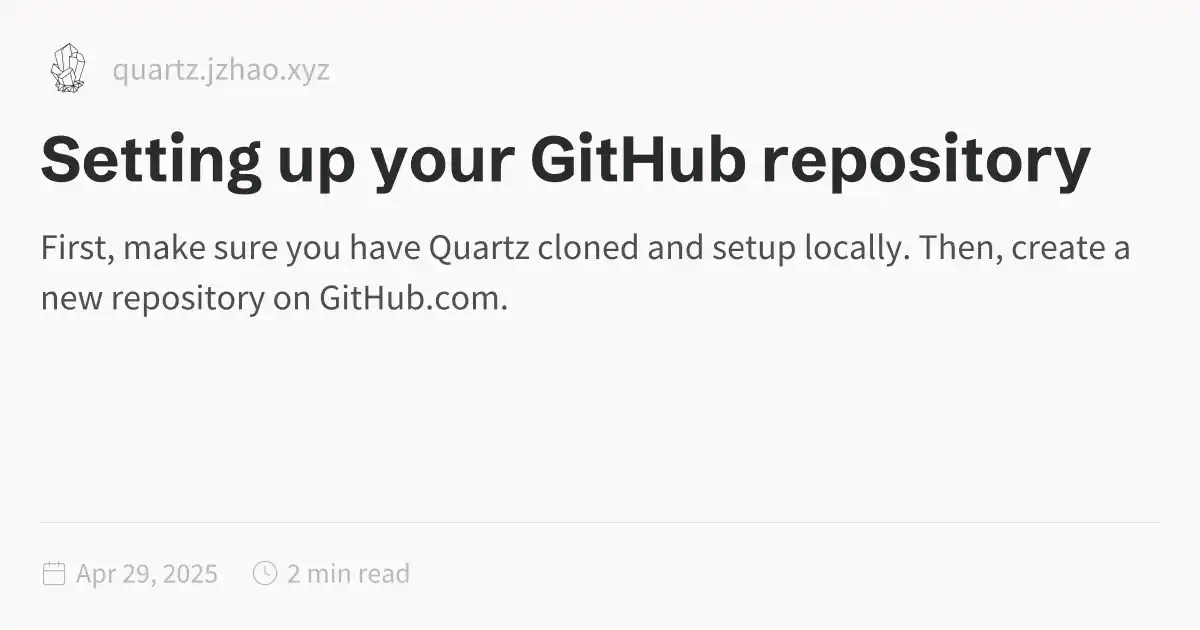 quartz.jzhao.xyz
Setting up your GitHub repository
First, make sure you have Quartz cloned and setup locally. Then, create a
new repository on GitHub.com.
Apr 29, 2025 2 min read